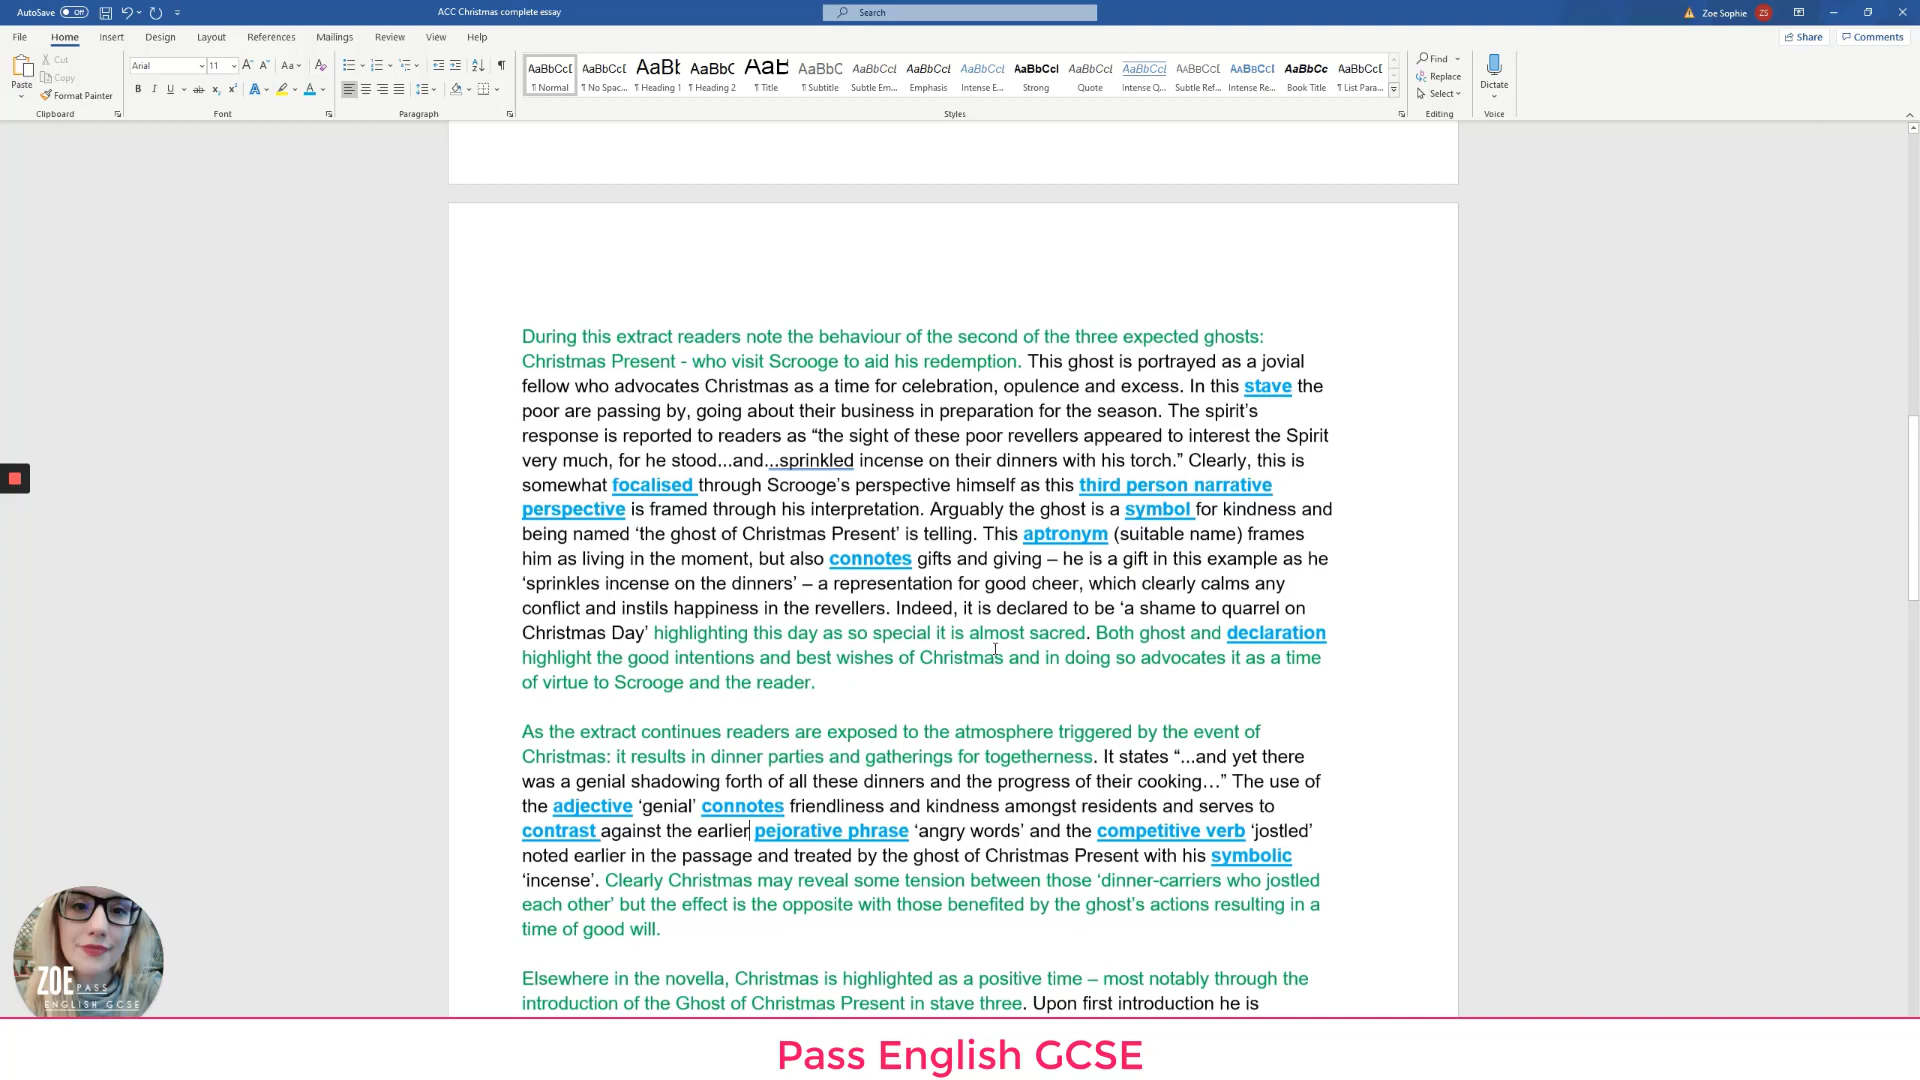 AutoSave Off
ACC Christmas complete essay
Search
Zoe Sophie ZS
File Home Insert Design Layout References Mailings Review View Help
Share Comments
Paste
Cut
Copy
Format Painter
Clipboard
Arial 11
Font
Paragraph
AaBbCcD AaBbCcD AaBb AaBbC AaB AaBbC AaBbCcL AaBbCcL AaBbCcL AaBbCcl AaBbCcL AaBbCcL AABBCCD AABBCCD AaBbCc AaBbCcD
¶ Normal ¶ No Spac... ¶ Heading 1 ¶ Heading 2 ¶ Title ¶ Subtitle Subtle Em... Emphasis Intense E... Strong Quote Intense Q... Subtle Ref... Intense Re... Book Title ¶ List Para...
Styles
Find
Replace
Select
Editing
Dictate
Voice
During this extract readers note the behaviour of the second of the three expected ghosts:
Christmas Present - who visit Scrooge to aid his redemption. This ghost is portrayed as a jovial
fellow who advocates Christmas as a time for celebration, opulence and excess. In this stave the
poor are passing by, going about their business in preparation for the season. The spirit’s
response is reported to readers as “the sight of these poor revellers appeared to interest the Spirit
very much, for he stood...and...sprinkled incense on their dinners with his torch.” Clearly, this is
somewhat focalised through Scrooge’s perspective himself as this third person narrative
perspective is framed through his interpretation. Arguably the ghost is a symbol for kindness and
being named ‘the ghost of Christmas Present’ is telling. This aptronym (suitable name) frames
him as living in the moment, but also connotes gifts and giving – he is a gift in this example as he
‘sprinkles incense on the dinners’ – a representation for good cheer, which clearly calms any
conflict and instils happiness in the revellers. Indeed, it is declared to be ‘a shame to quarrel on
Christmas Day’ highlighting this day as so special it is almost sacred. Both ghost and declaration
highlight the good intentions and best wishes of Christmas and in doing so advocates it as a time
of virtue to Scrooge and the reader.
As the extract continues readers are exposed to the atmosphere triggered by the event of
Christmas: it results in dinner parties and gatherings for togetherness. It states “...and yet there
was a genial shadowing forth of all these dinners and the progress of their cooking…” The use of
the adjective ‘genial’ connotes friendliness and kindness amongst residents and serves to
contrast against the earlier pejorative phrase ‘angry words’ and the competitive verb ‘jostled’
noted earlier in the passage and treated by the ghost of Christmas Present with his symbolic
‘incense’. Clearly Christmas may reveal some tension between those ‘dinner-carriers who jostled
each other’ but the effect is the opposite with those benefited by the ghost’s actions resulting in a
time of good will.
Elsewhere in the novella, Christmas is highlighted as a positive time – most notably through the
introduction of the Ghost of Christmas Present in stave three. Upon first introduction he is
ZOE PASS
ENGLISH GCSE
Pass English GCSE